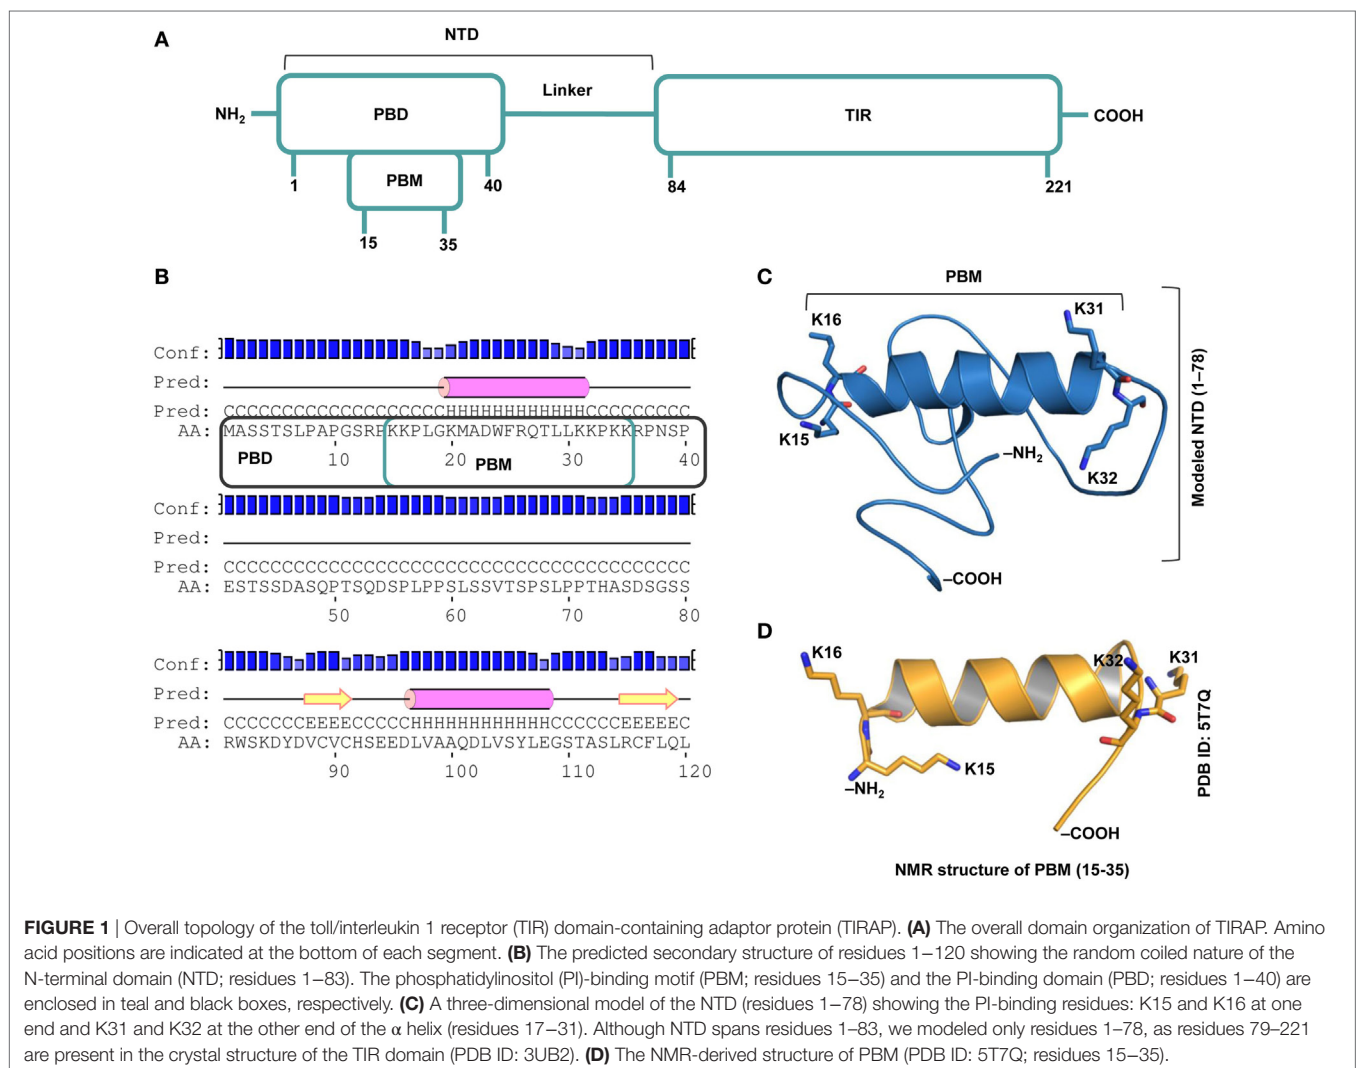 A
NTD
NH2
PBD
Linker
TIR
COOH
1
PBM
40
84
221
15
35
B
Conf:
Pred:
Pred: CCCCCCCCCCCCCCCCCCCHHHHHHHHHHHHCCCCCCCCC
AA: MASSTSLPAPGSRPKKPLGKMADWFRQTLLKKPKKRPNSP
PBD 10 20 PBM 30 40
Conf:
Pred:
Pred: CCCCCCCCCCCCCCCCCCCCCCCCCCCCCCCCCCCCCCCC
AA: ESTSSDASQPTSQDSPLPPSLSSVTSPSLPPTHASDSGSS
50 60 70 80
Conf:
Pred:
Pred: CCCCCCCEEEECCCCCHHHHHHHHHHHHCCCCCCEEEEEC
AA: RWSKDYDVCVCHSEEDLVAAQDLVSYLEGSTASLRCFLQL
90 100 110 120
C
PBM
K16
K31
K15
–NH2
K32
–COOH
Modeled NTD (1–78)
D
K16
K32
K31
K15
–NH2
–COOH
PDB ID: 5T7Q
NMR structure of PBM (15-35)
FIGURE 1 | Overall topology of the toll/interleukin 1 receptor (TIR) domain-containing adaptor protein (TIRAP). (A) The overall domain organization of TIRAP. Amino
acid positions are indicated at the bottom of each segment. (B) The predicted secondary structure of residues 1–120 showing the random coiled nature of the
N-terminal domain (NTD; residues 1–83). The phosphatidylinositol (PI)-binding motif (PBM; residues 15–35) and the PI-binding domain (PBD; residues 1–40) are
enclosed in teal and black boxes, respectively. (C) A three-dimensional model of the NTD (residues 1–78) showing the PI-binding residues: K15 and K16 at one
end and K31 and K32 at the other end of the α helix (residues 17–31). Although NTD spans residues 1–83, we modeled only residues 1–78, as residues 79–221
are present in the crystal structure of the TIR domain (PDB ID: 3UB2). (D) The NMR-derived structure of PBM (PDB ID: 5T7Q; residues 15–35).